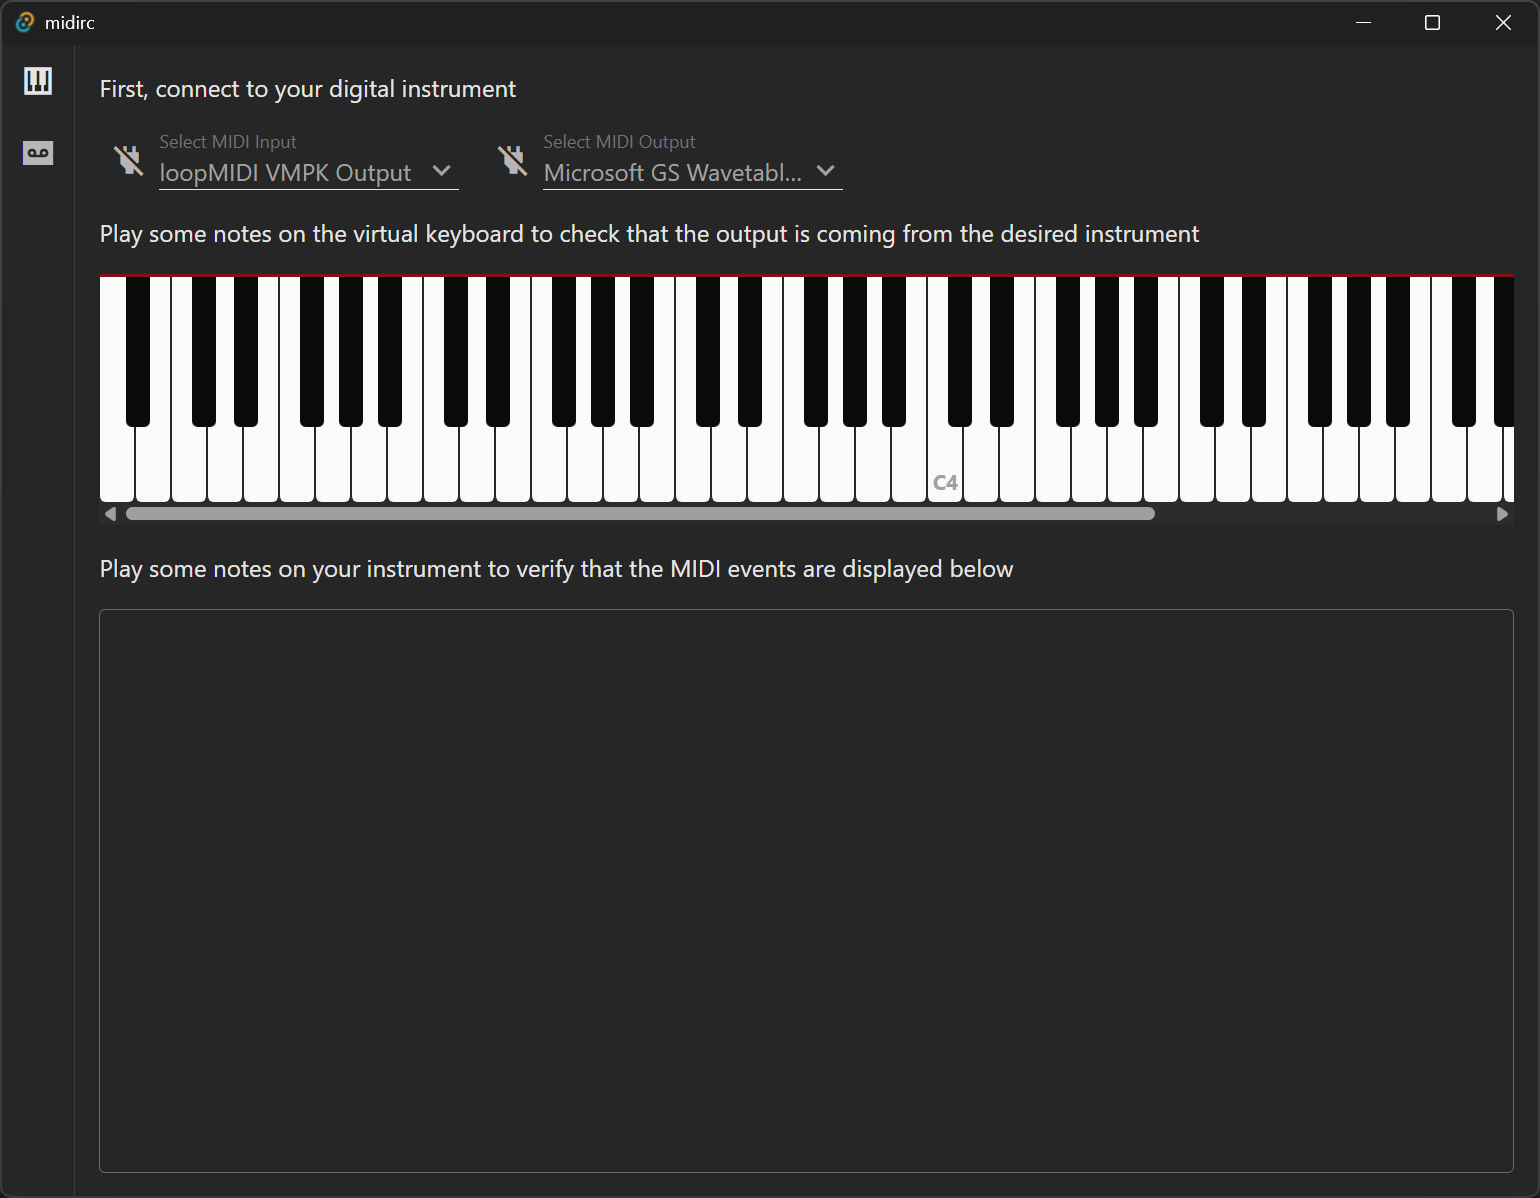 midirc
First, connect to your digital instrument
Select MIDI Input
loopMIDI VMPK Output
Select MIDI Output
Microsoft GS Wavetabl...
Play some notes on the virtual keyboard to check that the output is coming from the desired instrument
C4
Play some notes on your instrument to verify that the MIDI events are displayed below